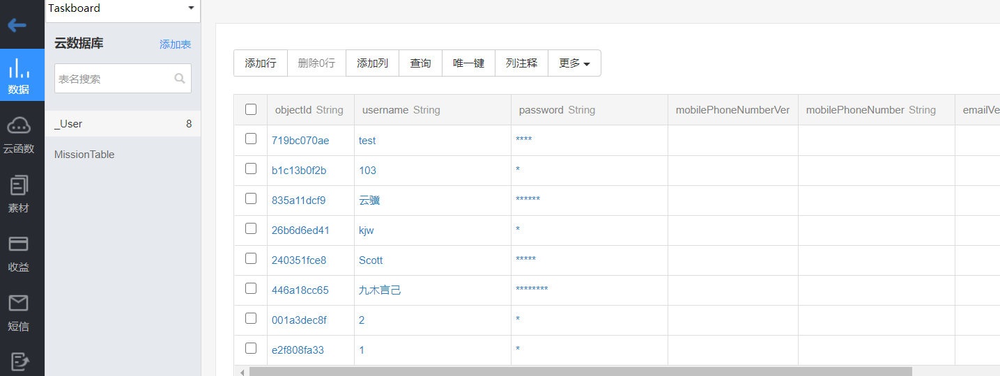 Taskboard
云数据库 添加表
表名搜索
_User 8
MissionTable
数据
云函数
素材
收益
短信
添加行 删除0行 添加列 查询 唯一键 列注释 更多
objectId String username String password String mobilePhoneNumberVer mobilePhoneNumber String emailVe
719bc070ae test ****
b1c13b0f2b 103 *
835a11dcf9 云骥 ******
26b6d6ed41 kjw *
240351fce8 Scott *****
446a18cc65 九木言己 ********
001a3dec8f 2 *
e2f808fa33 1 *